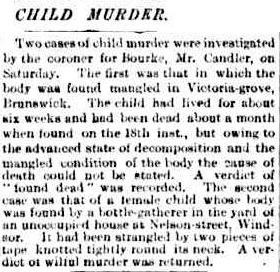 CHILD MURDER.
Two cases of child murder were investigated
by the coroner for Bourke, Mr. Candler, on
Saturday. The first was that in which the
body was found mangled in Victoria-grove,
Brunswick. The child had lived for about
six weeks and had been dead about a month
when found on the 18th inst., but owing to
the advanced state of decomposition and the
mangled condition of the body the cause of
death could not be stated. A verdict of
"found dead" was recorded. The second
case was that of a female child whose body
was found by a bottle-gatherer in the yard of
an unoccupied house at Nelson-street, Wind-
sor. It had been strangled by two pieces of
tape knotted tightly round its neck. A ver-
dict of wilful murder was returned.